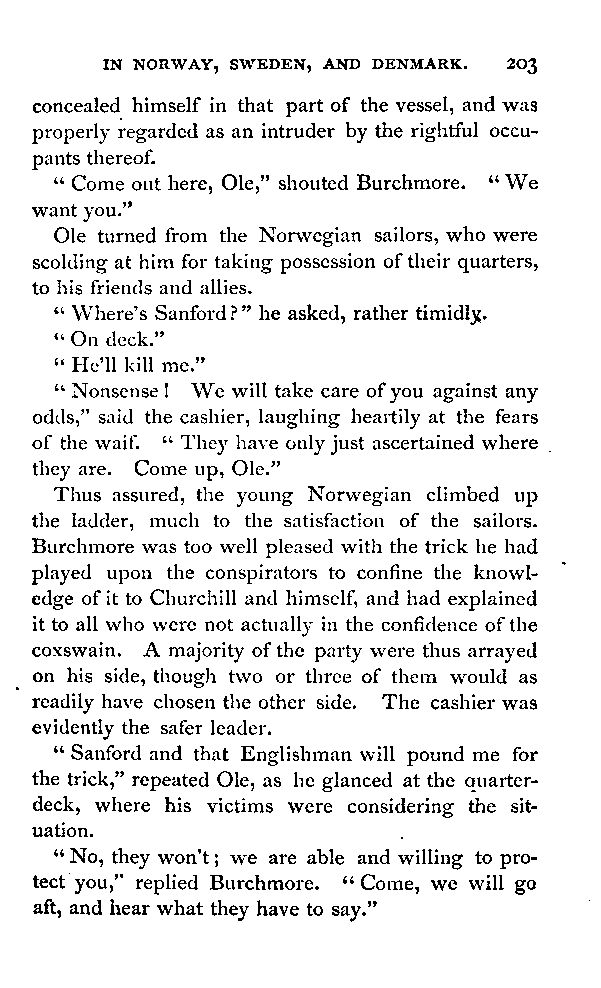 IN NORWAY, SWEDEN, AND DENMARK. 203
concealed himself in that part of the vessel, and was
properly regarded as an intruder by the rightful occu-
pants thereof.
“ Come out here, Ole,” shouted Burchmore. “ We
want you.”
Ole turned from the Norwegian sailors, who were
scolding at him for taking possession of their quarters,
to his friends and allies.
“ Where’s Sanford?” he asked, rather timidly.
“ On deck.”
“ He’ll kill me.”
“ Nonsense! We will take care of you against any
odds,” said the cashier, laughing heartily at the fears
of the waif. “ They have only just ascertained where
they are. Come up, Ole.”
Thus assured, the young Norwegian climbed up
the ladder, much to the satisfaction of the sailors.
Burchmore was too well pleased with the trick he had
played upon the conspirators to confine the knowl-
edge of it to Churchill and himself, and had explained
it to all who were not actually in the confidence of the
coxswain. A majority of the party were thus arrayed
on his side, though two or three of them would as
readily have chosen the other side. The cashier was
evidently the safer leader.
“ Sanford and that Englishman will pound me for
the trick,” repeated Ole, as he glanced at the quarter-
deck, where his victims were considering the sit-
uation.
“ No, they won’t; we are able and willing to pro-
tect you,” replied Burchmore. “ Come, we will go
aft, and hear what they have to say.”